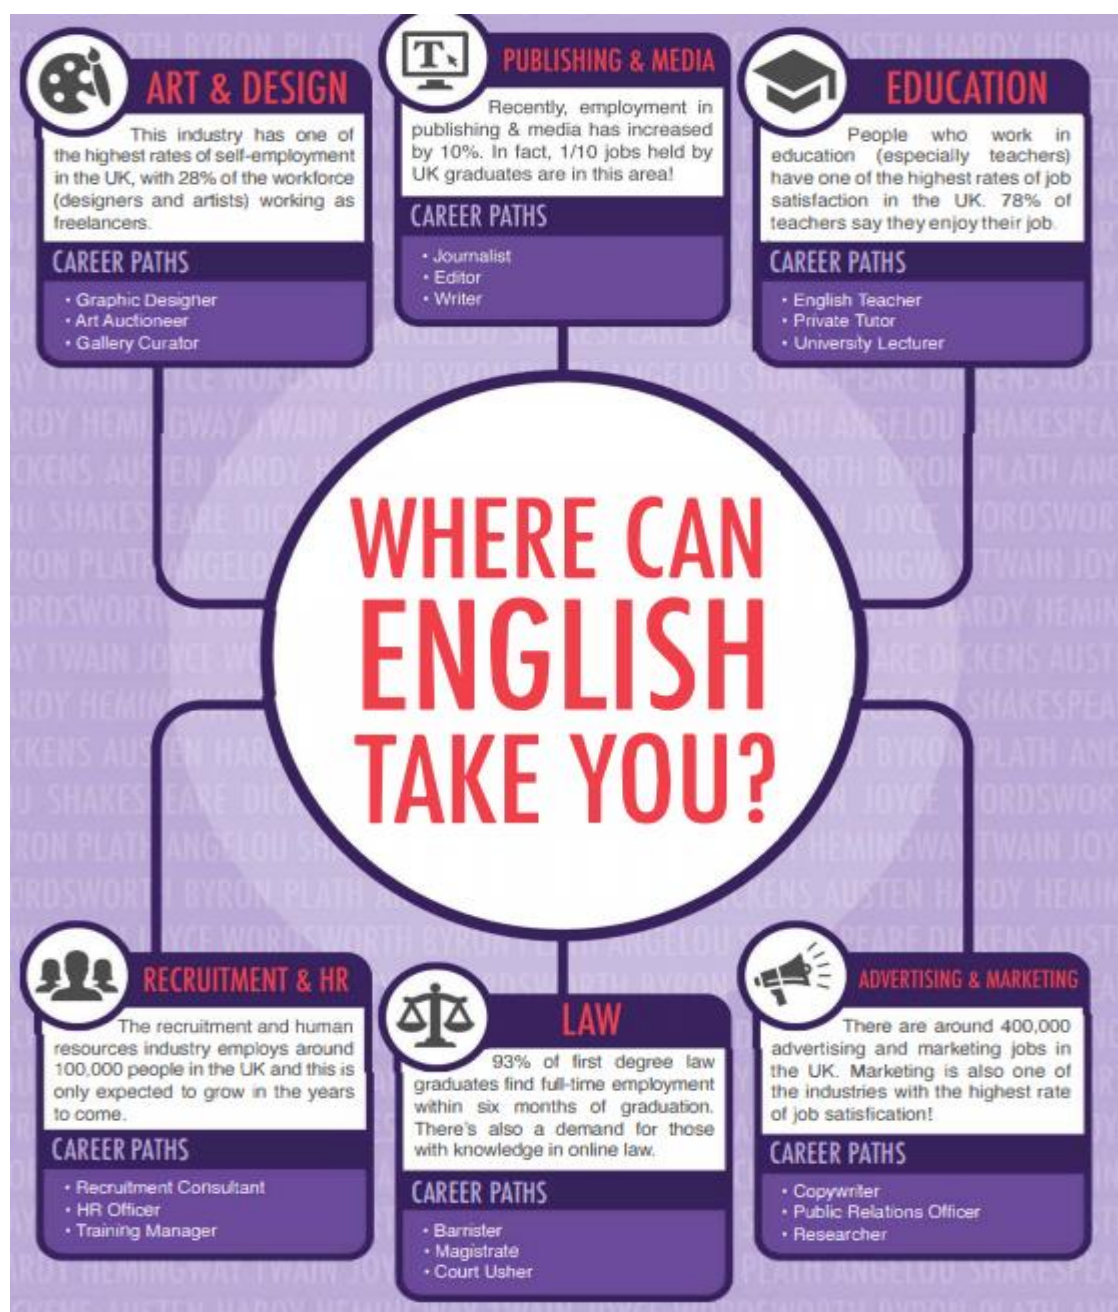 ART & DESIGN
This industry has one of
the highest rates of self-employment
in the UK, with 28% of the workforce
(designers and artists) working as
freelancers.
CAREER PATHS
• Graphic Designer
• Art Auctioneer
• Gallery Curator
T
PUBLISHING & MEDIA
Recently, employment in
publishing & media has increased
by 10%. In fact, 1/10 jobs held by
UK graduates are in this area!
CAREER PATHS
• Journalist
• Editor
• Writer
EDUCATION
People who work in
education (especially teachers)
have one of the highest rates of job
satisfaction in the UK. 78% of
teachers say they enjoy their job.
CAREER PATHS
• English Teacher
• Private Tutor
• University Lecturer
WHERE CAN
ENGLISH
TAKE YOU?
RECRUITMENT & HR
The recruitment and human
resources industry employs around
100,000 people in the UK and this is
only expected to grow in the years
to come.
CAREER PATHS
• Recruitment Consultant
• HR Officer
• Training Manager
LAW
93% of first degree law
graduates find full-time employment
within six months of graduation.
There's also a demand for those
with knowledge in online law.
CAREER PATHS
• Barrister
• Magistrate
• Court Usher
ADVERTISING & MARKETING
There are around 400,000
advertising and marketing jobs in
the UK. Marketing is also one of
the industries with the highest rate
of job satisfication!
CAREER PATHS
• Copywriter
• Public Relations Officer
• Researcher